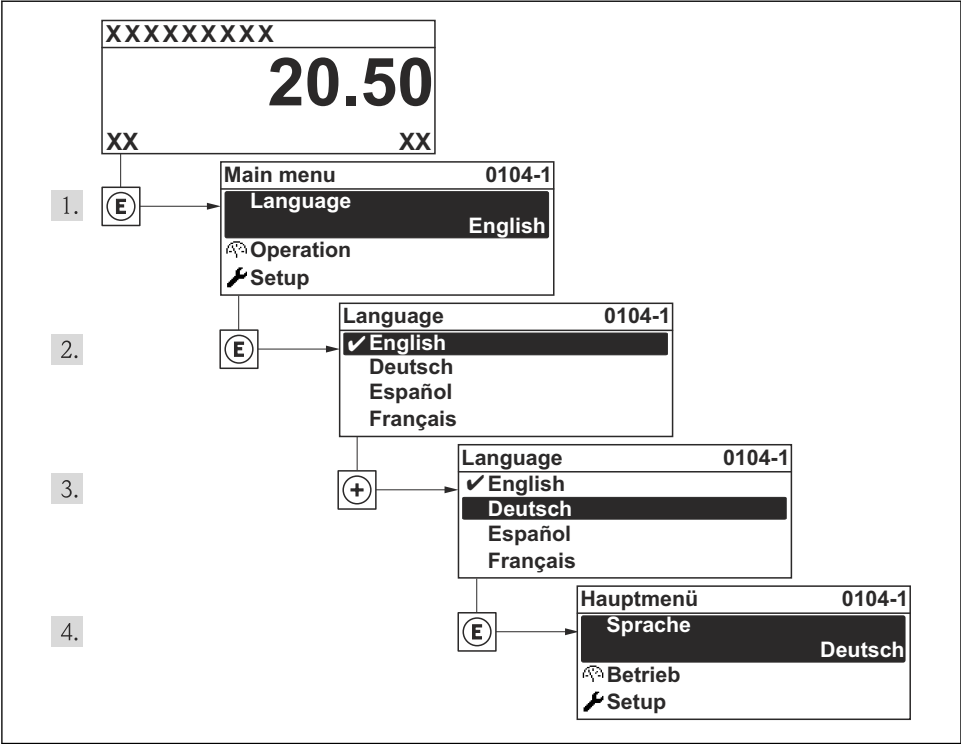 XXXXXXXXX
20.50
XX XX
1. E
Main menu 0104-1
Language
English
Operation
Setup
2. E
Language 0104-1
✔ English
Deutsch
Español
Français
3. +
Language 0104-1
✔ English
Deutsch
Español
Français
4. E
Hauptmenü 0104-1
Sprache
Deutsch
Betrieb
Setup